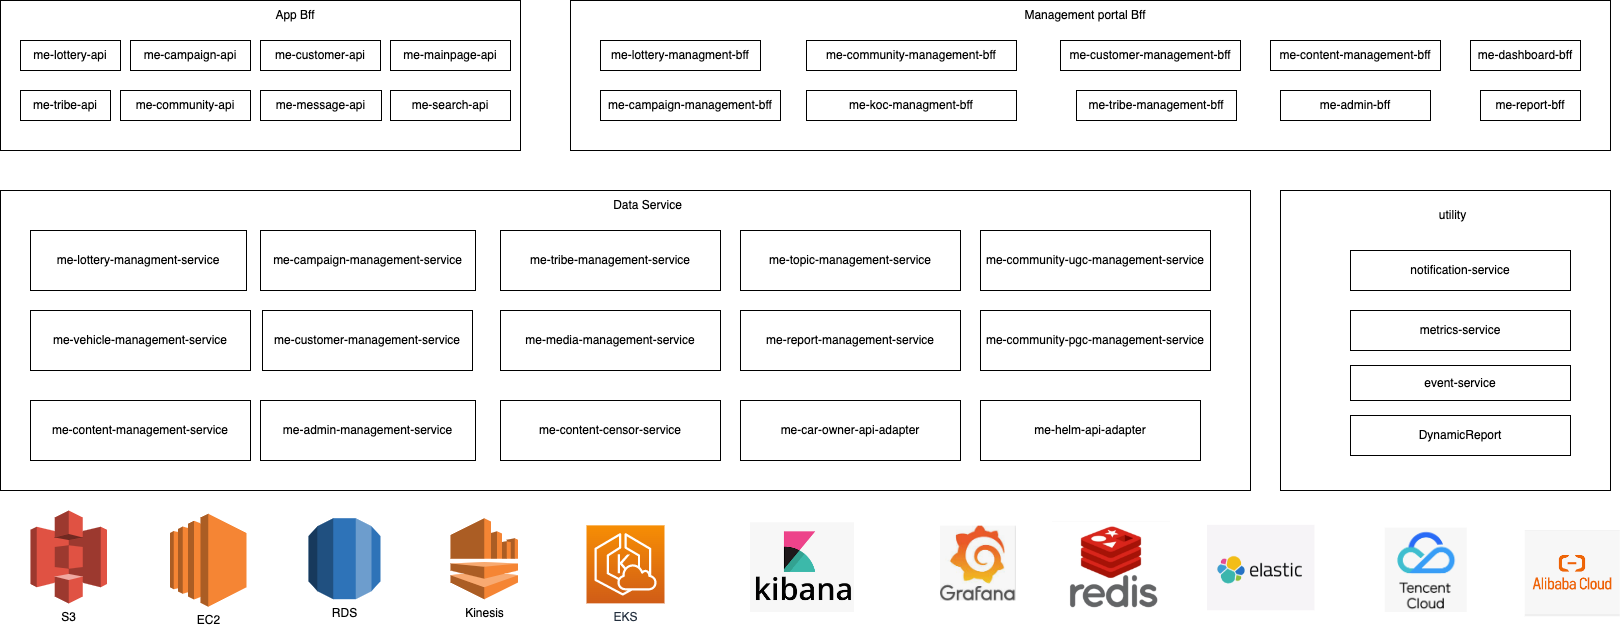 App Bff
me-lottery-api
me-campaign-api
me-customer-api
me-mainpage-api
me-tribe-api
me-community-api
me-message-api
me-search-api
Management portal Bff
me-lottery-managment-bff
me-community-management-bff
me-customer-management-bff
me-content-management-bff
me-dashboard-bff
me-campaign-management-bff
me-koc-managment-bff
me-tribe-management-bff
me-admin-bff
me-report-bff
Data Service
me-lottery-managment-service
me-campaign-management-service
me-tribe-management-service
me-topic-management-service
me-community-ugc-management-service
me-vehicle-management-service
me-customer-management-service
me-media-management-service
me-report-management-service
me-community-pgc-management-service
me-content-management-service
me-admin-management-service
me-content-censor-service
me-car-owner-api-adapter
me-helm-api-adapter
utility
notification-service
metrics-service
event-service
DynamicReport
S3
EC2
RDS
Kinesis
K
EKS
kibana
Grafana
redis
elastic
Tencent
Cloud
Alibaba Cloud